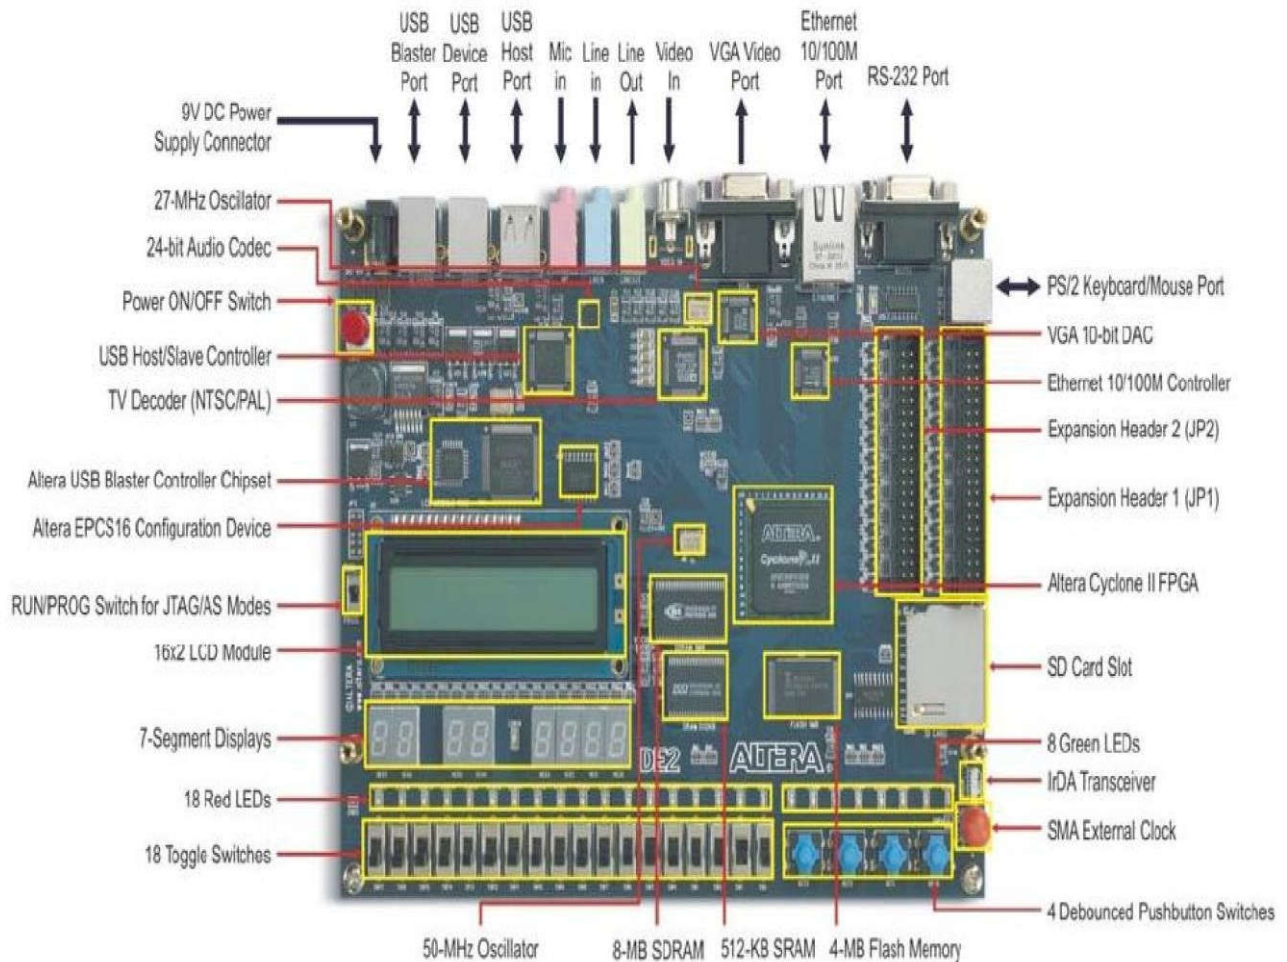 USB
Blaster
Port
USB
Device
Port
USB
Host
Port
Mic
in
Line
in
Line
Out
Video
In
VGA Video
Port
Ethernet
10/100M
Port
RS-232 Port
9V DC Power
Supply Connector
27-MHz Oscillator
24-bit Audio Codec
Power ON/OFF Switch
USB Host/Slave Controller
TV Decoder (NTSC/PAL)
Altera USB Blaster Controller Chipset
Altera EPCS16 Configuration Device
RUN/PROG Switch for JTAG/AS Modes
16x2 LCD Module
7-Segment Displays
18 Red LEDs
18 Toggle Switches
PS/2 Keyboard/Mouse Port
VGA 10-bit DAC
Ethernet 10/100M Controller
Expansion Header 2 (JP2)
Expansion Header 1 (JP1)
Altera Cyclone II FPGA
SD Card Slot
8 Green LEDs
IrDA Transceiver
SMA External Clock
4 Debounced Pushbutton Switches
50-MHz Oscillator
8-MB SDRAM
512-KB SRAM
4-MB Flash Memory
Sunlink
ALTERA
Cyclone II
©ALTERA
DE2
ALTERA